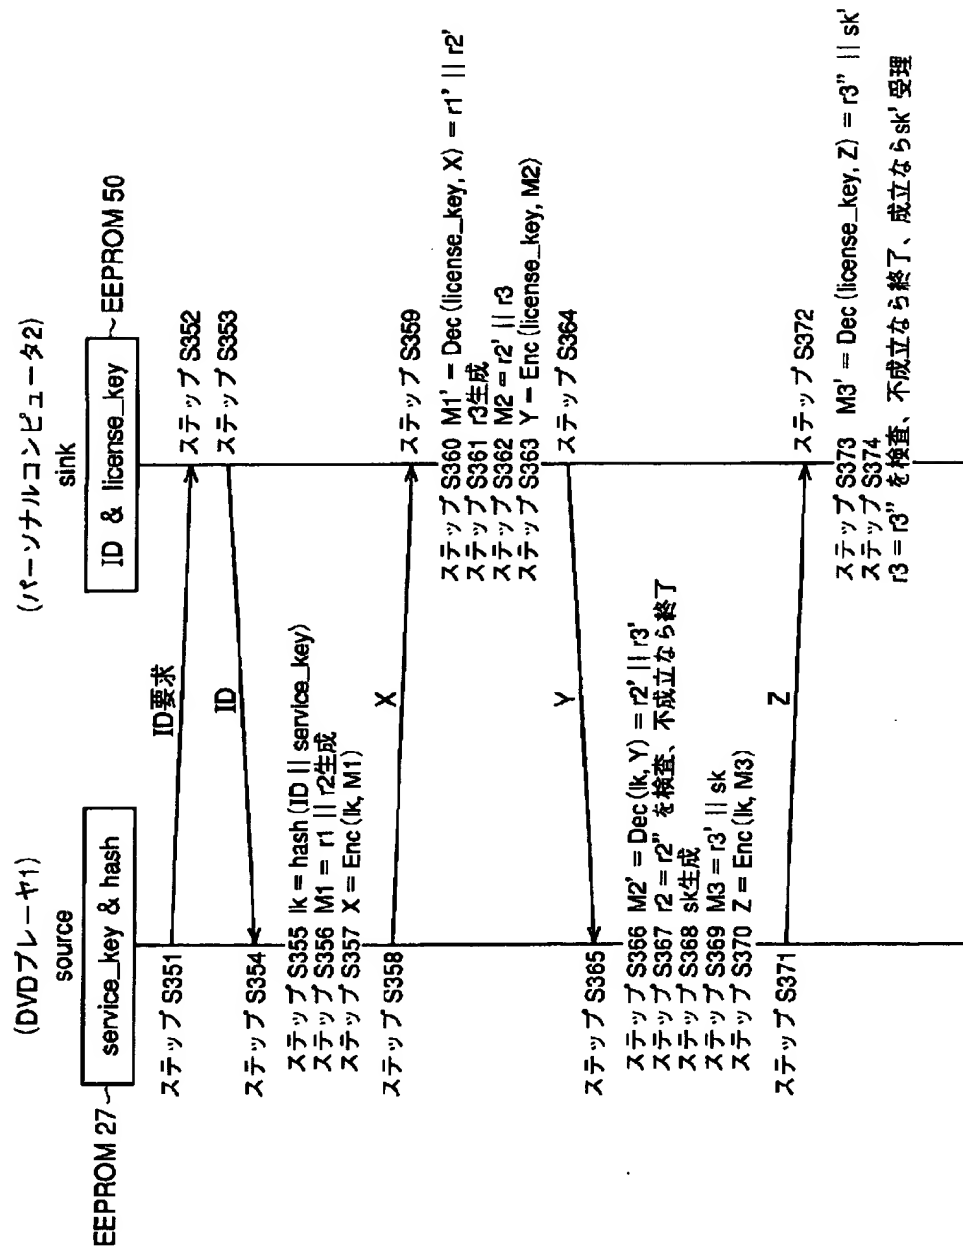 (DVDプレーヤ1)
source
EEPROM 27
service_key & hash
(パーソナルコンピュータ2)
sink
ID & license_key
EEPROM 50
ステップ S351
ID要求
ステップ S352
ステップ S353
ID
ステップ S354
ステップ S355 lk = hash (ID || service_key)
ステップ S356 M1 = r1 || r2生成
ステップ S357 X = Enc (lk, M1)
ステップ S358
X
ステップ S359
ステップ S360 M1' = Dec (license_key, X) = r1' || r2'
ステップ S361 r3生成
ステップ S362 M2 = r2' || r3
ステップ S363 Y = Enc (license_key, M2)
ステップ S364
Y
ステップ S365
ステップ S366 M2' = Dec (lk, Y) = r2' || r3'
ステップ S367 r2 = r2" を検査、不成立なら終了
ステップ S368 sk生成
ステップ S369 M3 = r3' || sk
ステップ S370 Z = Enc (lk, M3)
ステップ S371
Z
ステップ S372
ステップ S373 M3' = Dec (license_key, Z) = r3" || sk'
ステップ S374
r3 = r3" を検査、不成立なら終了、成立ならsk' 受理